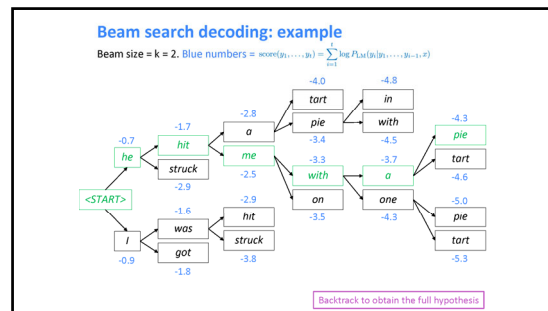 Beam search decoding: example
Beam size = k = 2. Blue numbers = score(y₁, . . . , yₜ) = ∑ᵢ₌₁ᵗ log P_LM(yᵢ|y₁, . . . , yᵢ₋₁, x)
-4.0 -4.8
tart in
-2.8
-1.7 a pie with -4.3
-0.7 -3.4 -4.5 pie
hit
he me -3.3 -3.7 tart
struck -2.5 with a -4.6
-2.9 -2.9 on one -5.0
<START> -1.6 hit -3.5 -4.3 pie
was
I struck tart
got
-0.9 -3.8 -5.3
-1.8
Backtrack to obtain the full hypothesis